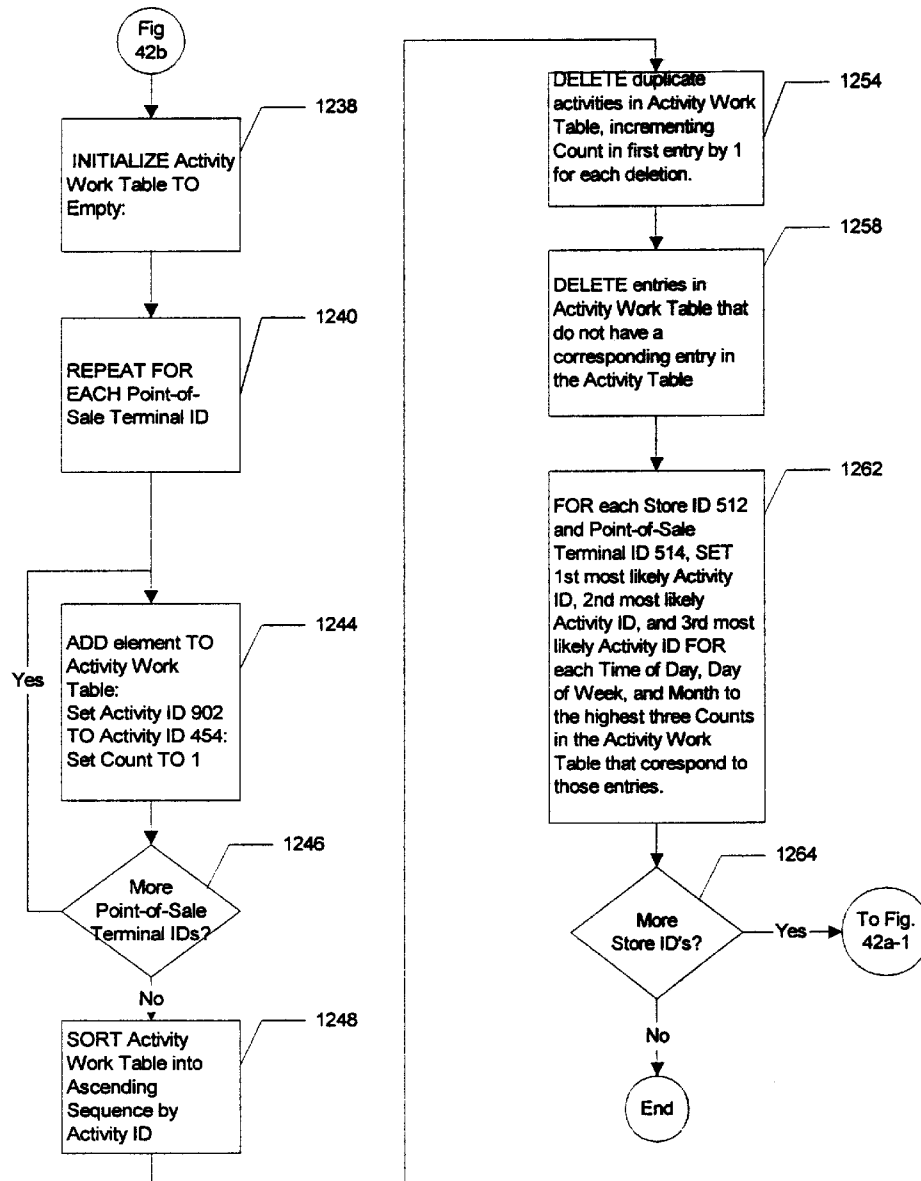 Fig
42b
1238
INITIALIZE Activity
Work Table TO
Empty:
1240
REPEAT FOR
EACH Point-of-
Sale Terminal ID
1244
ADD element TO
Activity Work
Table:
Set Activity ID 902
TO Activity ID 454:
Set Count TO 1
Yes
1246
More
Point-of-Sale
Terminal IDs?
No
1248
SORT Activity
Work Table into
Ascending
Sequence by
Activity ID
1254
DELETE duplicate
activities in Activity Work
Table, incrementing
Count in first entry by 1
for each deletion.
1258
DELETE entries in
Activity Work Table that
do not have a
corresponding entry in
the Activity Table
1262
FOR each Store ID 512
and Point-of-Sale
Terminal ID 514, SET
1st most likely Activity
ID, 2nd most likely
Activity ID, and 3rd most
likely Activity ID FOR
each Time of Day, Day
of Week, and Month to
the highest three Counts
in the Activity Work
Table that corespond to
those entries.
1264
More
Store ID's?
Yes
To Fig.
42a-1
No
End